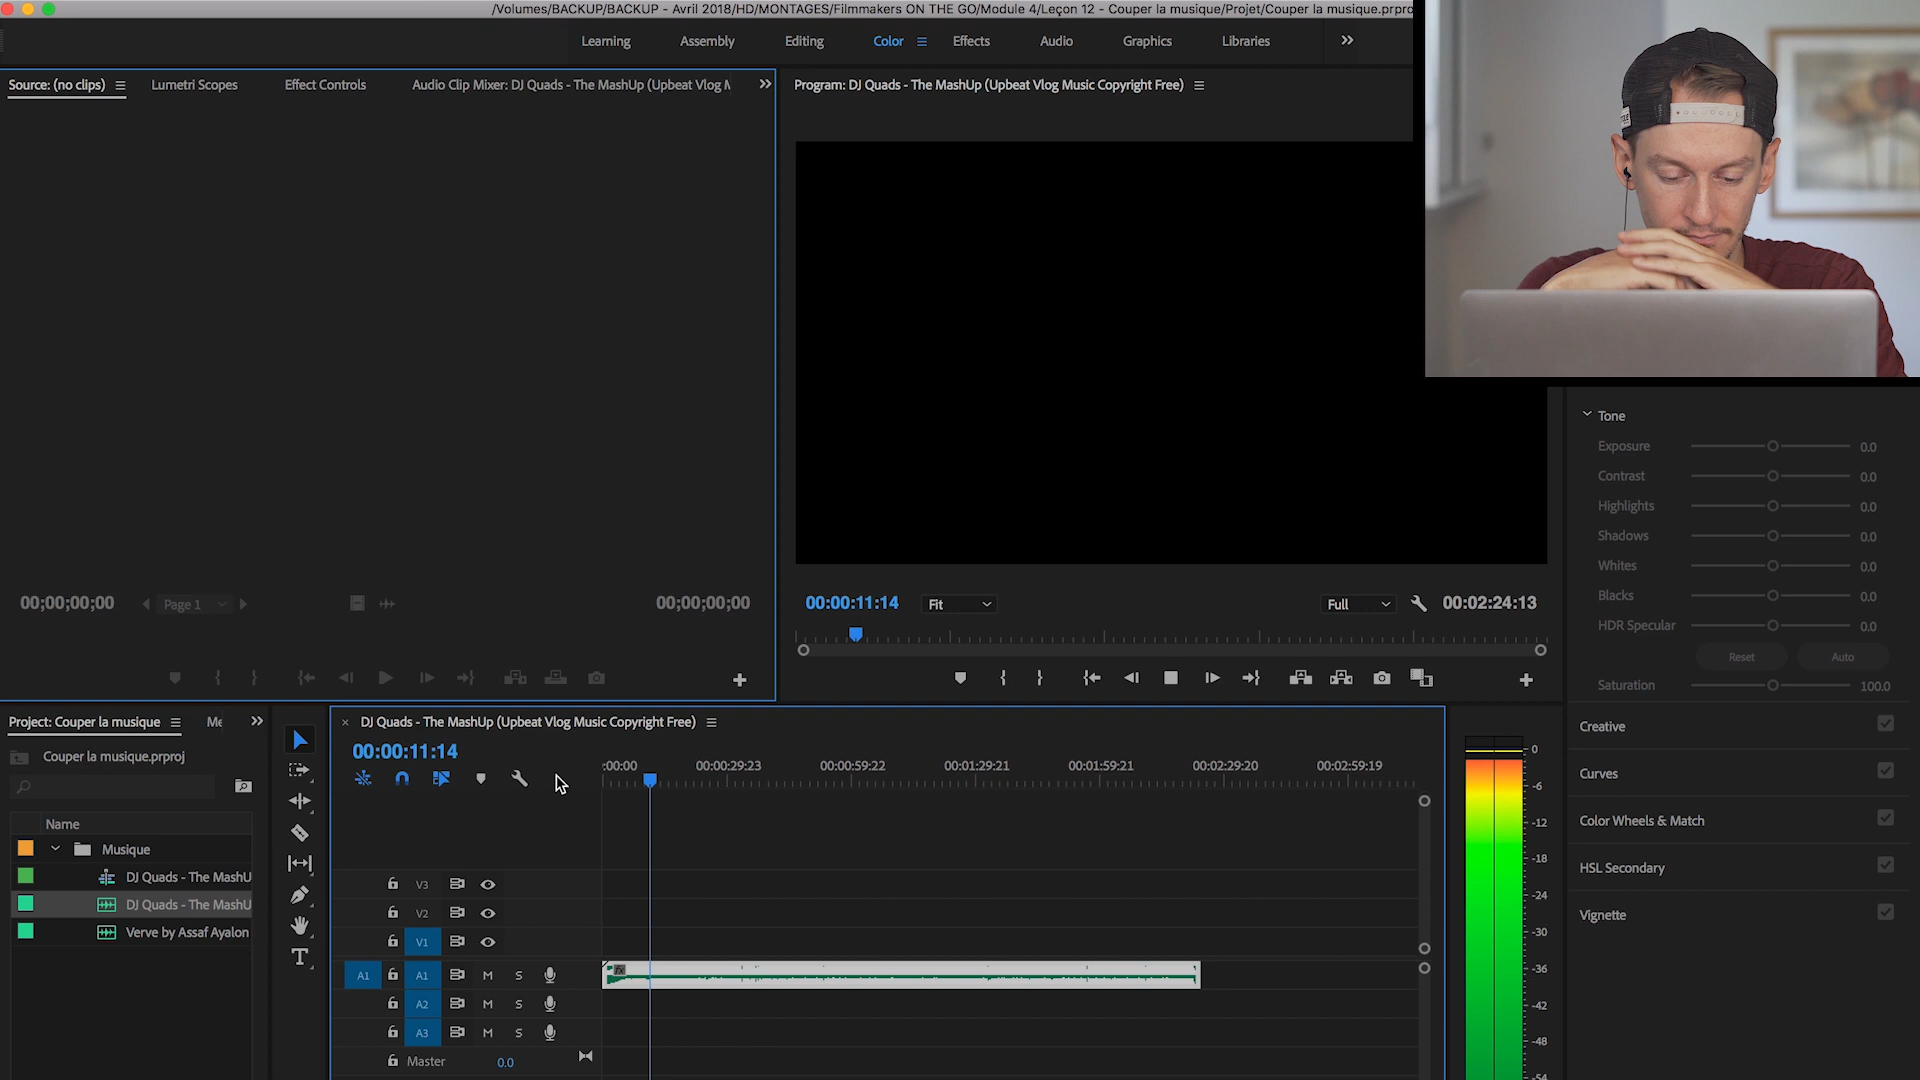 /Volumes/BACKUP/BACKUP - Avril 2018/HD/MONTAGES/Filmmakers ON THE GO/Module 4/Leçon 12 - Couper la musique/Projet/Couper la musique.prpro
Learning Assembly Editing Color Effects Audio Graphics Libraries
Source: (no clips) Lumetri Scopes Effect Controls Audio Clip Mixer: DJ Quads - The MashUp (Upbeat Vlog M
Program: DJ Quads - The MashUp (Upbeat Vlog Music Copyright Free)
Tone
Exposure 0.0
Contrast 0.0
Highlights 0.0
Shadows 0.0
Whites 0.0
Blacks 0.0
HDR Specular 0.0
Reset Auto
Saturation 100.0
Creative
Curves
Color Wheels & Match
HSL Secondary
Vignette
00;00;00;00 Page 1 00;00;00;00
00:00:11:14 Fit Full 00:02:24:13
Project: Couper la musique Me
Couper la musique.prproj
Name
Musique
DJ Quads - The MashU
DJ Quads - The MashU
Verve by Assaf Ayalon
T
DJ Quads - The MashUp (Upbeat Vlog Music Copyright Free)
00:00:11:14
:00:00 00:00:29:23 00:00:59:22 00:01:29:21 00:01:59:21 00:02:29:20 00:02:59:19
V3
V2
V1
A1 A1 M S fx
A2 M S
A3 M S
Master 0.0
0
-6
-12
-18
-24
-30
-36
-42
-48
-54